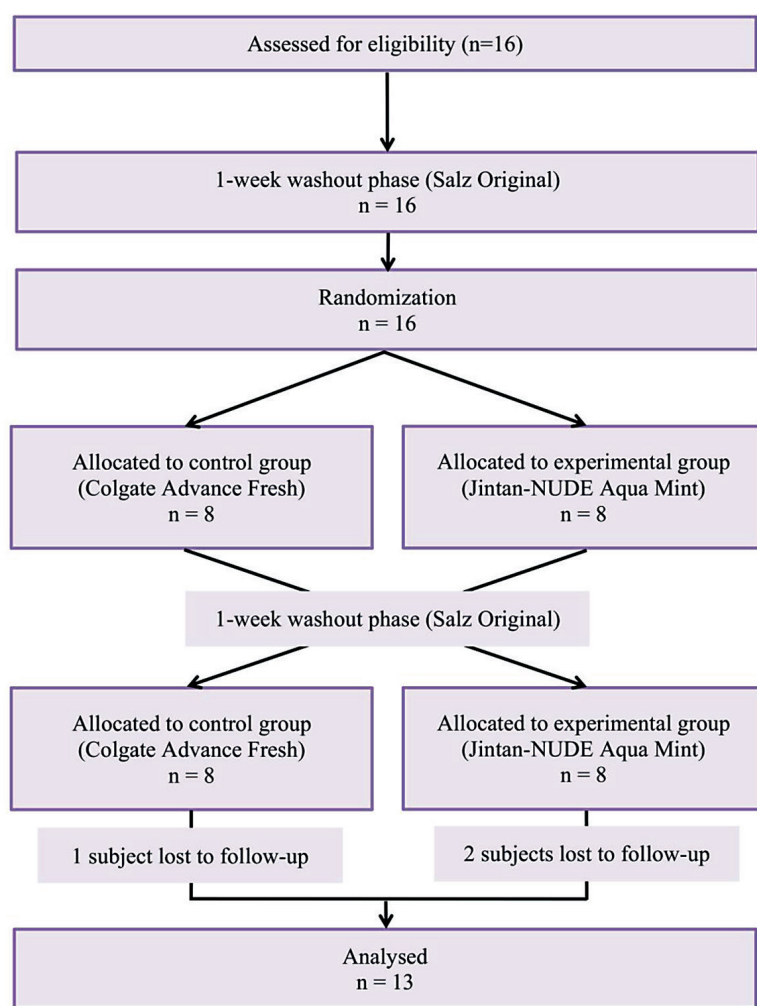 Assessed for eligibility (n=16)
1-week washout phase (Salz Original)
n = 16
Randomization
n = 16
Allocated to control group
(Colgate Advance Fresh)
n = 8
Allocated to experimental group
(Jintan-NUDE Aqua Mint)
n = 8
1-week washout phase (Salz Original)
Allocated to control group
(Colgate Advance Fresh)
n = 8
Allocated to experimental group
(Jintan-NUDE Aqua Mint)
n = 8
1 subject lost to follow-up
2 subjects lost to follow-up
Analysed
n = 13